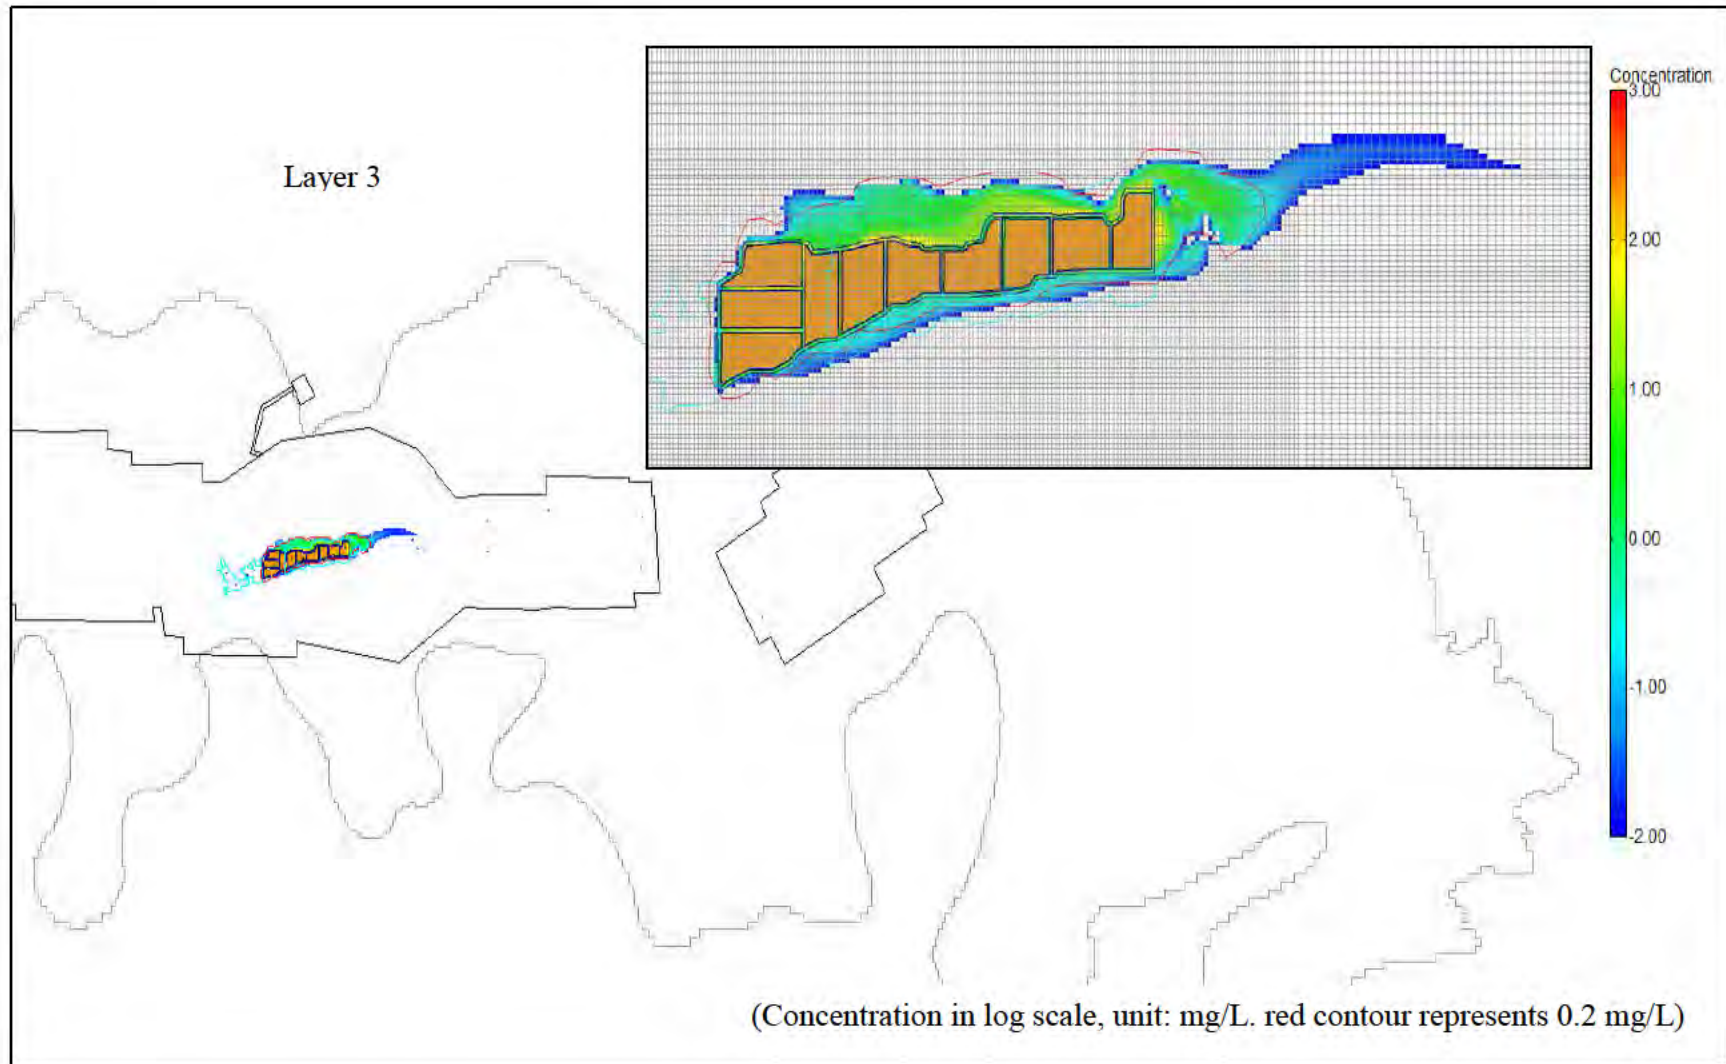 Concentration
3.00
Layer 3
2.00
1.00
0.00
-1.00
-2.00
(Concentration in log scale, unit: mg/L. red contour represents 0.2 mg/L)